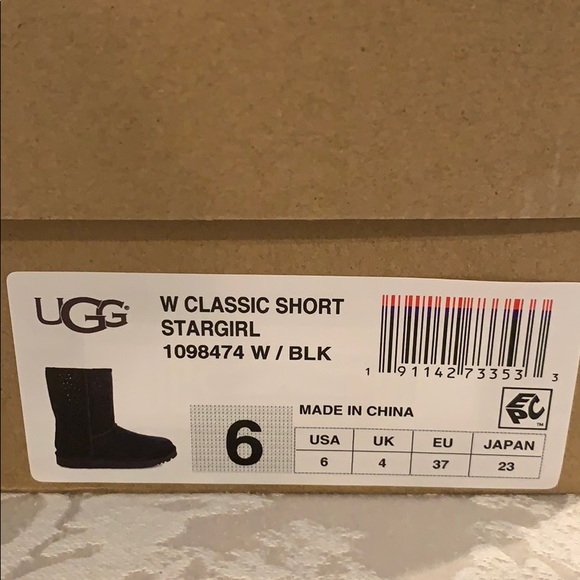 UGG®
W CLASSIC SHORT
STARGIRL
1098474 W / BLK
1 91142 73353 3
EPC™
6
MADE IN CHINA
USA UK EU JAPAN
6 4 37 23